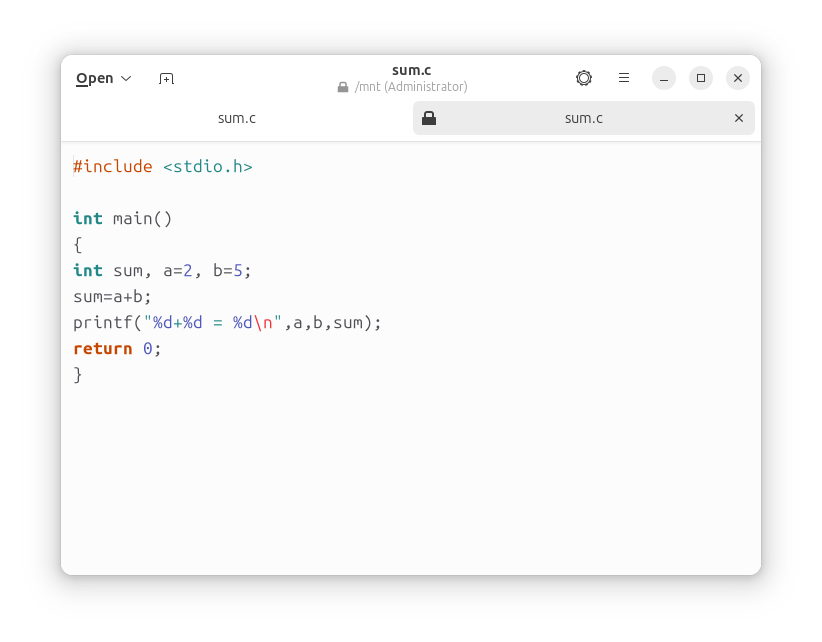 Open
sum.c
/mnt (Administrator)
sum.c
sum.c
#include <stdio.h>
int main()
{
int sum, a=2, b=5;
sum=a+b;
printf("%d+%d = %d\n",a,b,sum);
return 0;
}